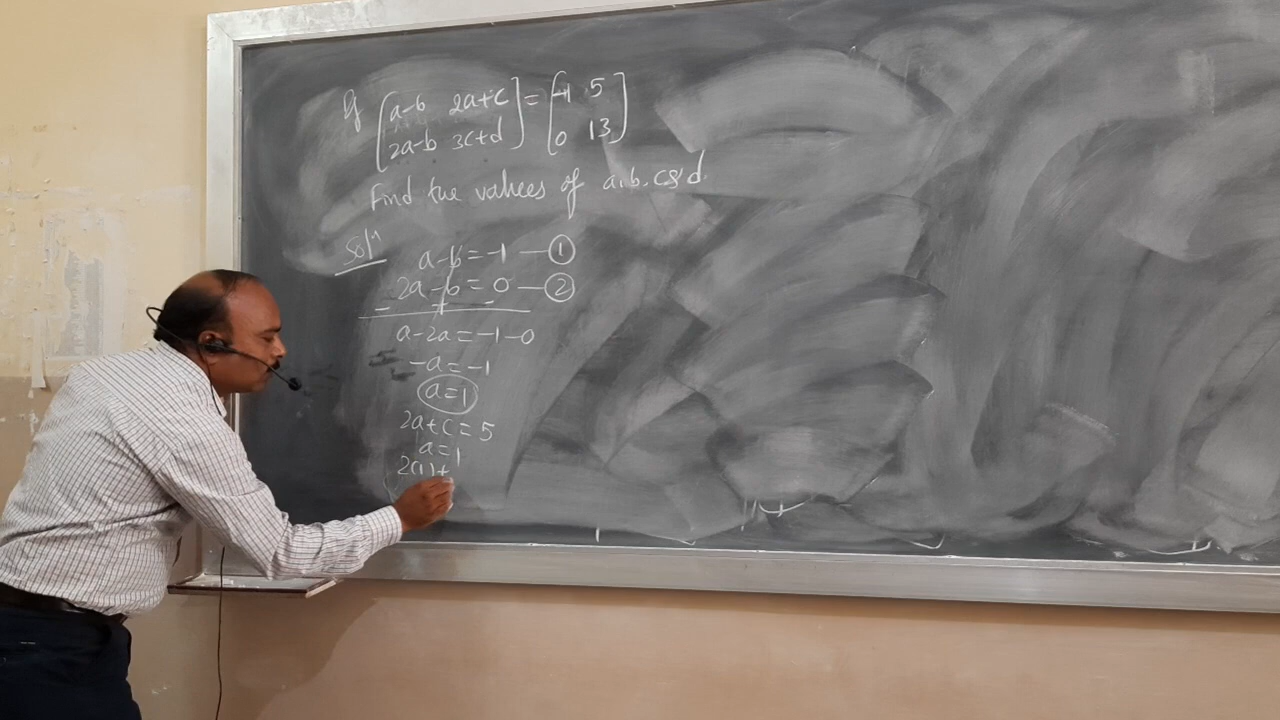 If [a-b 2a+c] = [-1 5]
[2a-b 3c+d] [0 13]
Find the values of a,b,c & d
Soln
a-b=-1 —①
2a-b=0 —②
- + -
a-2a=-1-0
-a=-1
a=1
2a+c=5
a=1
2(1)+